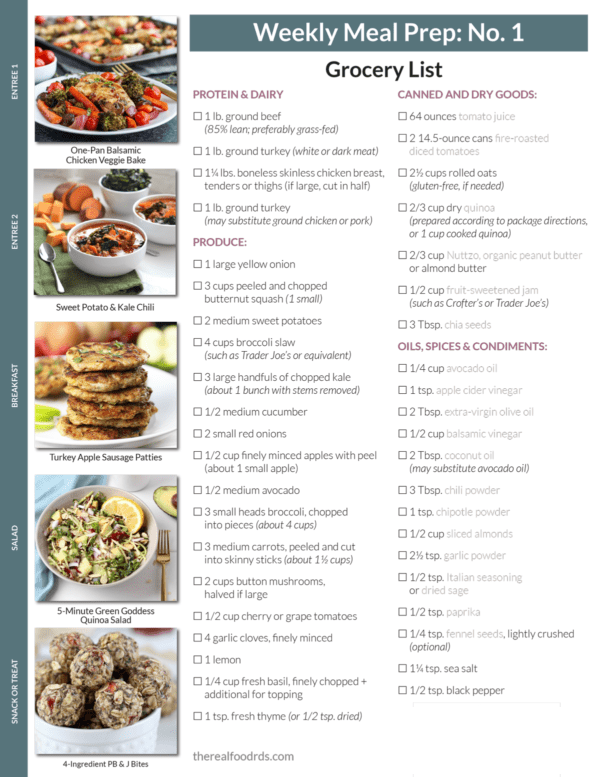 Weekly Meal Prep: No. 1
Grocery List
ENTREE 1
One-Pan Balsamic
Chicken Veggie Bake
ENTREE 2
Sweet Potato & Kale Chili
BREAKFAST
Turkey Apple Sausage Patties
SALAD
5-Minute Green Goddess
Quinoa Salad
SNACK OR TREAT
4-Ingredient PB & J Bites
PROTEIN & DAIRY
☐ 1 lb. ground beef
(85% lean; preferably grass-fed)
☐ 1 lb. ground turkey (white or dark meat)
☐ 1¼ lbs. boneless skinless chicken breast,
tenders or thighs (if large, cut in half)
☐ 1 lb. ground turkey
(may substitute ground chicken or pork)
PRODUCE:
☐ 1 large yellow onion
☐ 3 cups peeled and chopped
butternut squash (1 small)
☐ 2 medium sweet potatoes
☐ 4 cups broccoli slaw
(such as Trader Joe's or equivalent)
☐ 3 large handfuls of chopped kale
(about 1 bunch with stems removed)
☐ 1/2 medium cucumber
☐ 2 small red onions
☐ 1/2 cup finely minced apples with peel
(about 1 small apple)
☐ 1/2 medium avocado
☐ 3 small heads broccoli, chopped
into pieces (about 4 cups)
☐ 3 medium carrots, peeled and cut
into skinny sticks (about 1½ cups)
☐ 2 cups button mushrooms,
halved if large
☐ 1/2 cup cherry or grape tomatoes
☐ 4 garlic cloves, finely minced
☐ 1 lemon
☐ 1/4 cup fresh basil, finely chopped +
additional for topping
☐ 1 tsp. fresh thyme (or 1/2 tsp. dried)
therealfoodrds.com
CANNED AND DRY GOODS:
☐ 64 ounces tomato juice
☐ 2 14.5-ounce cans fire-roasted
diced tomatoes
☐ 2½ cups rolled oats
(gluten-free, if needed)
☐ 2/3 cup dry quinoa
(prepared according to package directions,
or 1 cup cooked quinoa)
☐ 2/3 cup Nuttzo, organic peanut butter
or almond butter
☐ 1/2 cup fruit-sweetened jam
(such as Crofter's or Trader Joe's)
☐ 3 Tbsp. chia seeds
OILS, SPICES & CONDIMENTS:
☐ 1/4 cup avocado oil
☐ 1 tsp. apple cider vinegar
☐ 2 Tbsp. extra-virgin olive oil
☐ 1/2 cup balsamic vinegar
☐ 2 Tbsp. coconut oil
(may substitute avocado oil)
☐ 3 Tbsp. chili powder
☐ 1 tsp. chipotle powder
☐ 1/2 cup sliced almonds
☐ 2½ tsp. garlic powder
☐ 1/2 tsp. Italian seasoning
or dried sage
☐ 1/2 tsp. paprika
☐ 1/4 tsp. fennel seeds, lightly crushed
(optional)
☐ 1¼ tsp. sea salt
☐ 1/2 tsp. black pepper